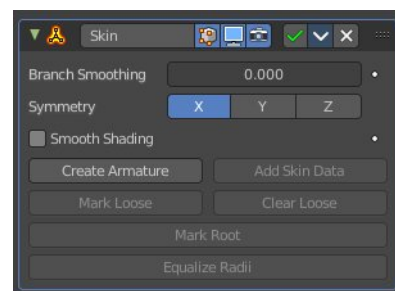 Skin
Branch Smoothing 0.000
Symmetry X Y Z
Smooth Shading
Create Armature Add Skin Data
Mark Loose Clear Loose
Mark Root
Equalize Radii